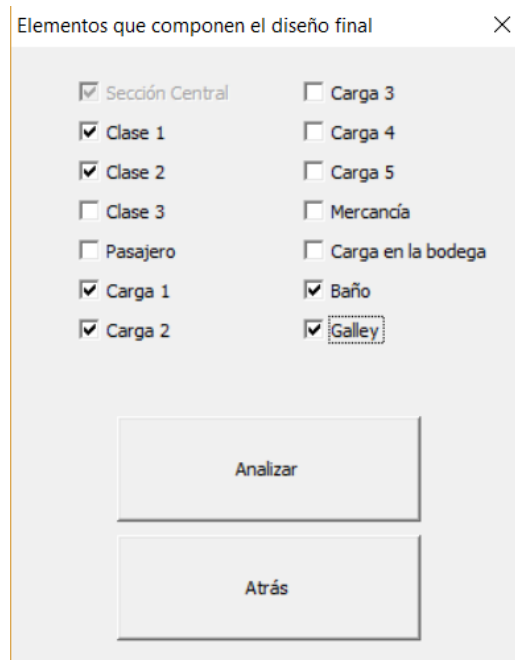 Elementos que componen el diseño final
Sección Central
Clase 1
Clase 2
Clase 3
Pasajero
Carga 1
Carga 2
Carga 3
Carga 4
Carga 5
Mercancía
Carga en la bodega
Baño
Galley
Analizar
Atrás